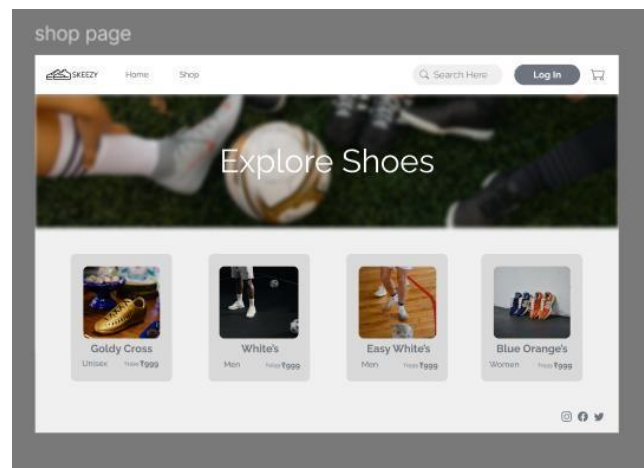 shop page
SKEEZY Home Shop Search Here Log In
Explore Shoes
Goldy Cross
Unisex ₹999
White's
Men ₹999
Easy White's
Men ₹999
Blue Orange's
Women ₹999